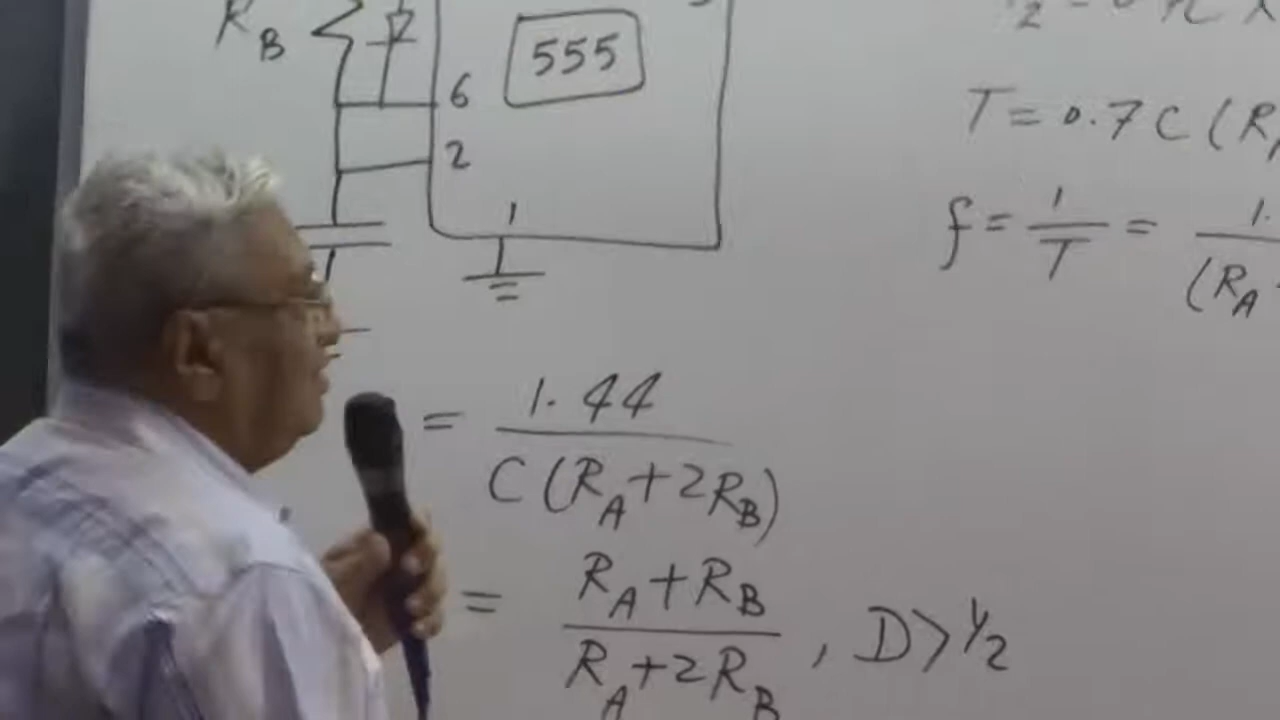 R_B
555
6
2
1
T = 0.7 C (R
f = 1/T = 1. / (R_A
= 1.44 / C (R_A + 2R_B)
= R_A + R_B / R_A + 2R_B , D > 1/2